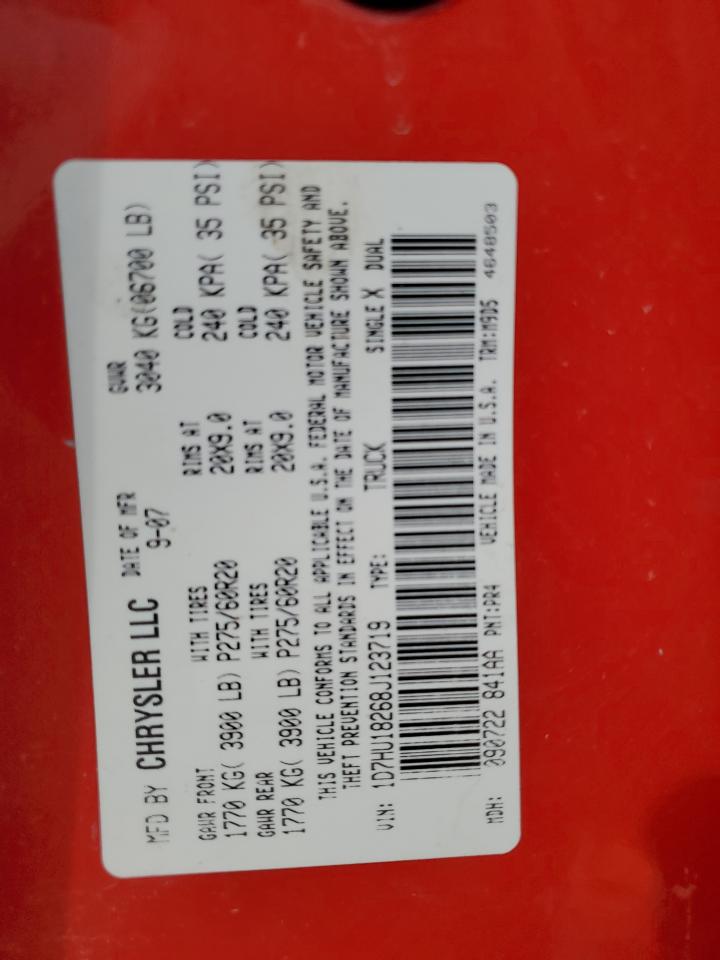 MFD BY CHRYSLER LLC DATE OF MFR GVWR
9-07 3040 KG(06700 LB)
GAWR FRONT WITH TIRES RIMS AT COLD
1770 KG( 3900 LB) P275/60R20 20X9.0 240 KPA( 35 PSI)
GAWR REAR WITH TIRES RIMS AT COLD
1770 KG( 3900 LB) P275/60R20 20X9.0 240 KPA( 35 PSI)
THIS VEHICLE CONFORMS TO ALL APPLICABLE U.S.A. FEDERAL MOTOR VEHICLE SAFETY AND
THEFT PREVENTION STANDARDS IN EFFECT ON THE DATE OF MANUFACTURE SHOWN ABOVE.
VIN: 1D7HU18268J123719 TYPE: TRUCK SINGLE X DUAL
MDH: 090722 841AA PNT:PR4 VEHICLE MADE IN U.S.A. TRM:M9D5 4648503